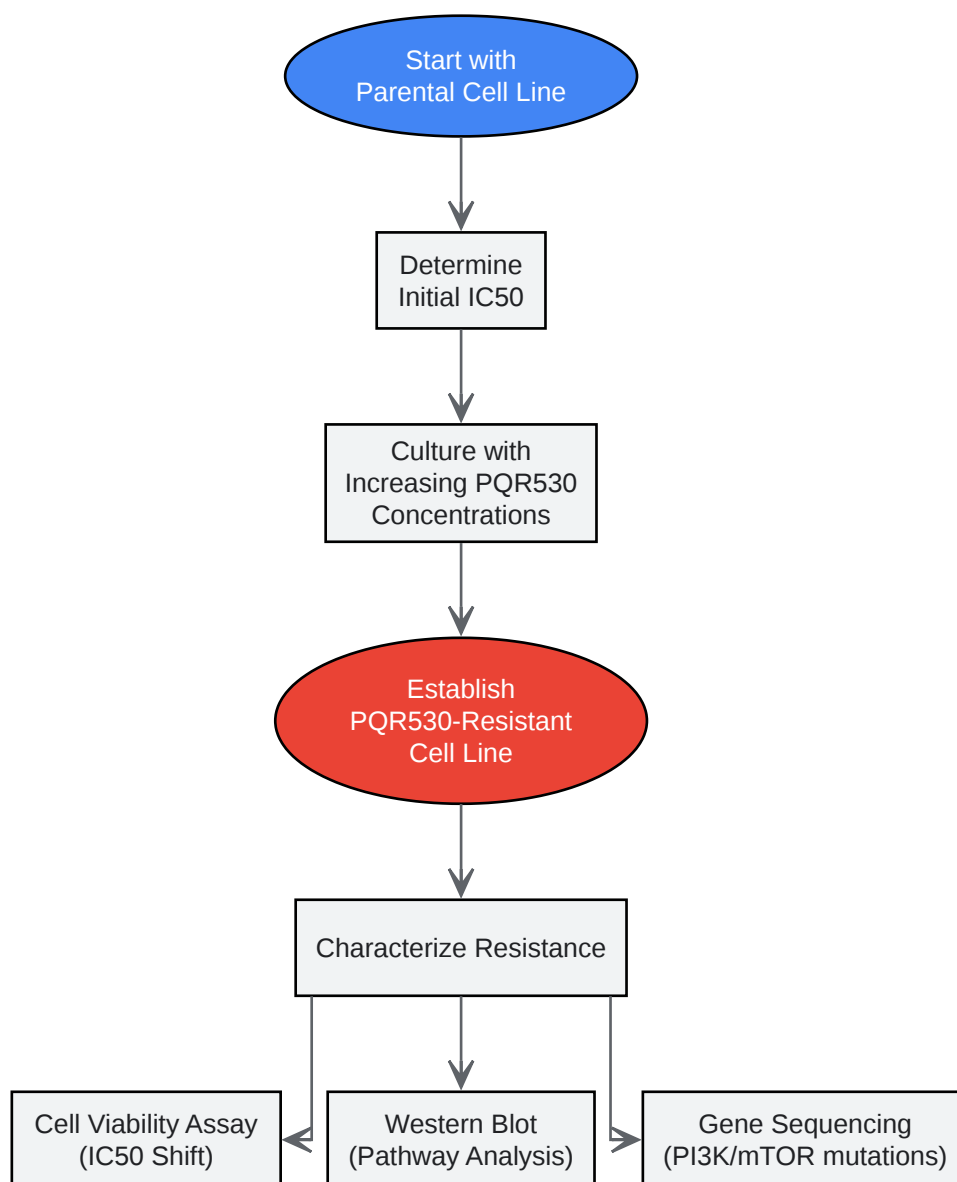 Start with
Parental Cell Line
Determine
Initial IC50
Culture with
Increasing PQR530
Concentrations
Establish
PQR530-Resistant
Cell Line
Characterize Resistance
Cell Viability Assay
(IC50 Shift)
Western Blot
(Pathway Analysis)
Gene Sequencing
(PI3K/mTOR mutations)